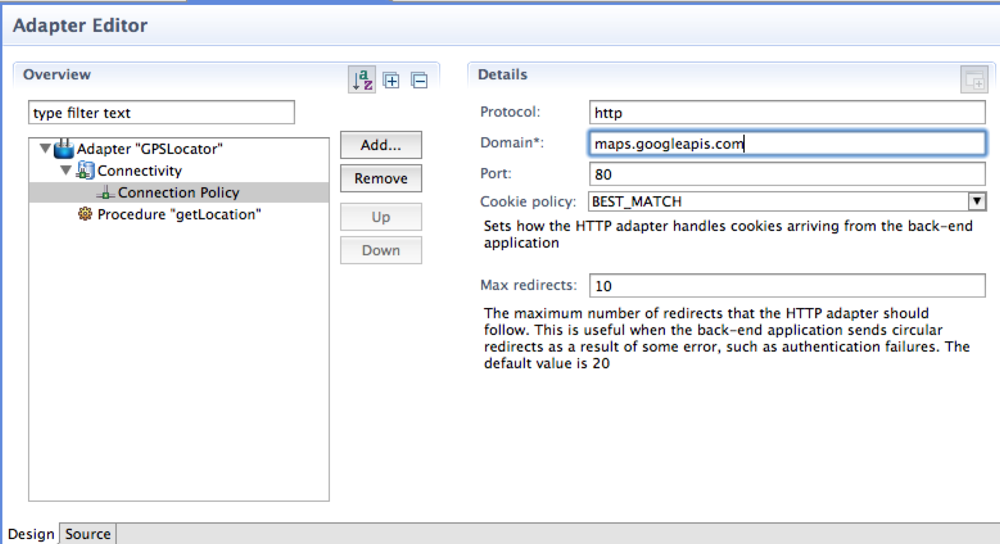 Adapter Editor
Overview
type filter text
Adapter "GPSLocator"
Connectivity
Connection Policy
Procedure "getLocation"
Add...
Remove
Up
Down
Details
Protocol: http
Domain*: maps.googleapis.com
Port: 80
Cookie policy: BEST_MATCH
Sets how the HTTP adapter handles cookies arriving from the back-end
application
Max redirects: 10
The maximum number of redirects that the HTTP adapter should
follow. This is useful when the back-end application sends circular
redirects as a result of some error, such as authentication failures. The
default value is 20
Design Source